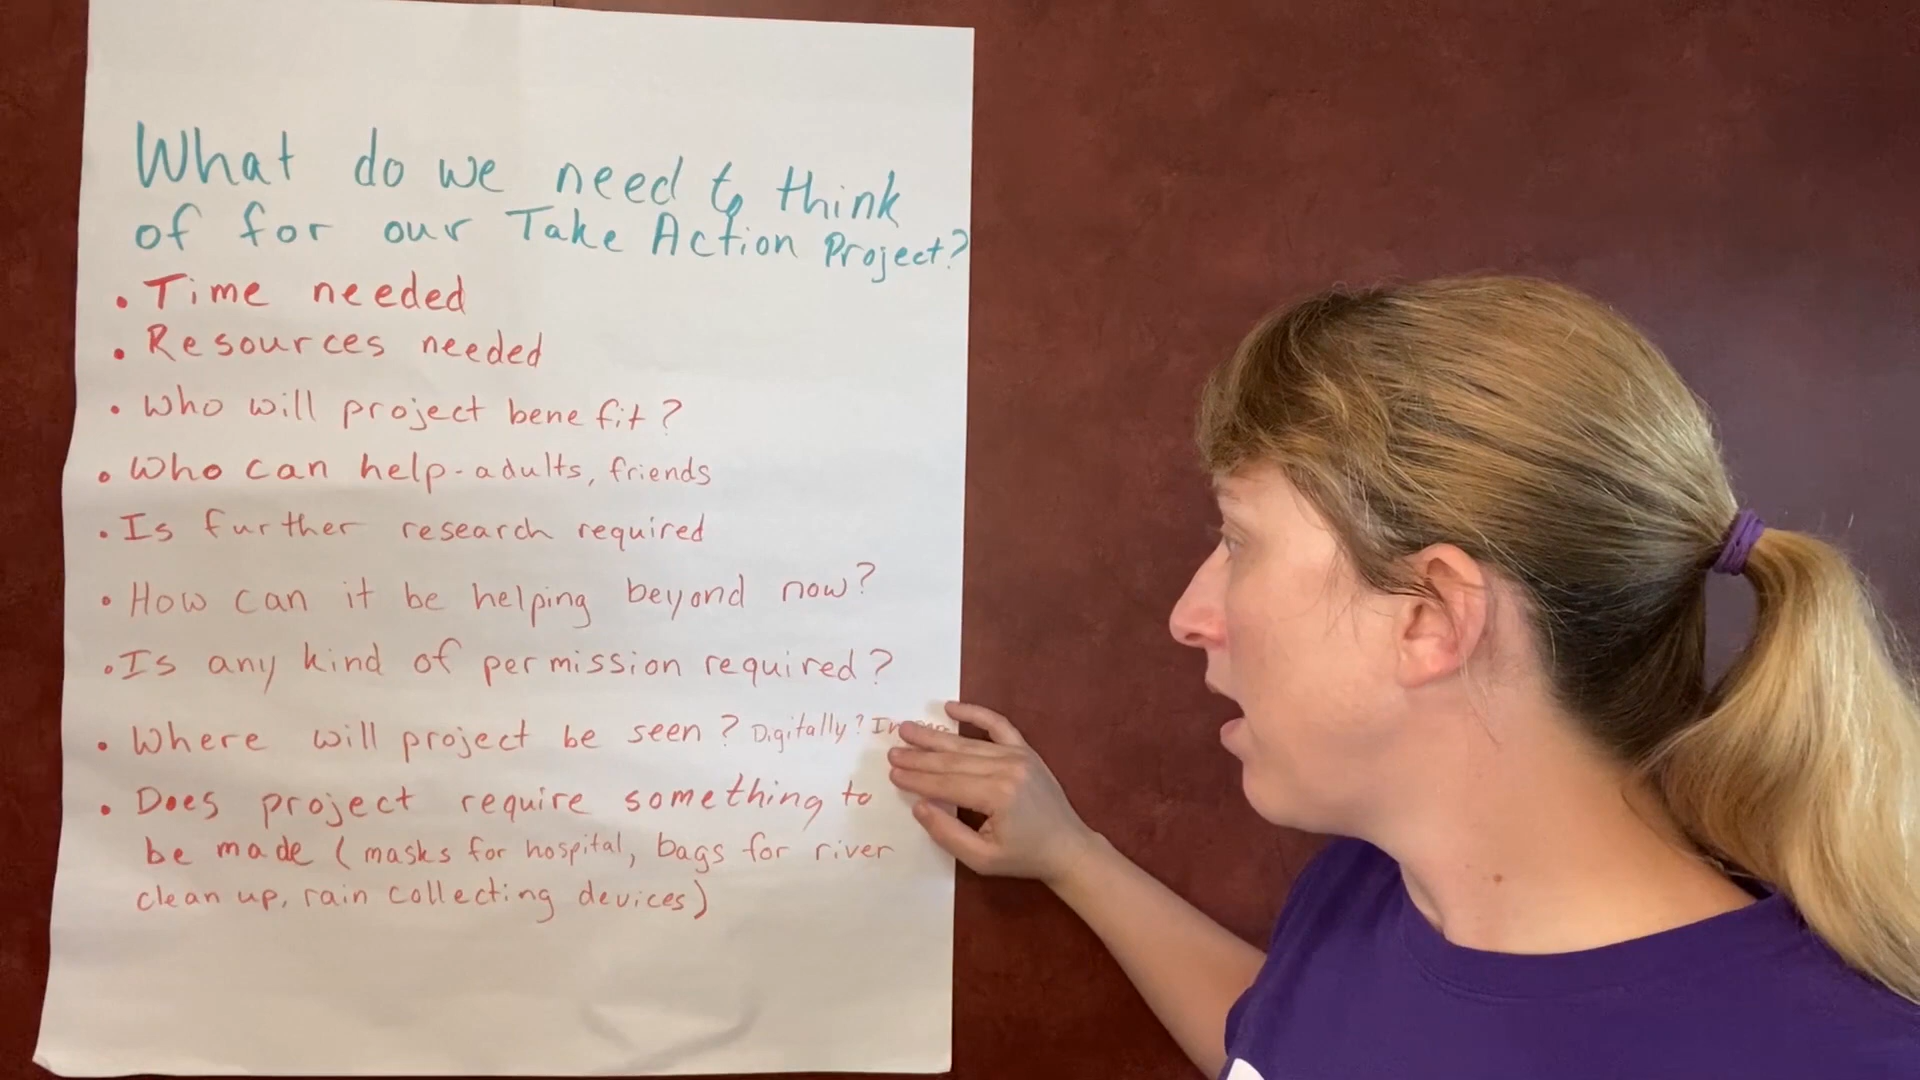 What do we need to think
of for our Take Action Project?
• Time needed
• Resources needed
• Who will project benefit?
• Who can help - adults, friends
• Is further research required
• How can it be helping beyond now?
• Is any kind of permission required?
• Where will project be seen? Digitally?
• Does project require something to
be made (masks for hospital, bags for river
clean up, rain collecting devices)